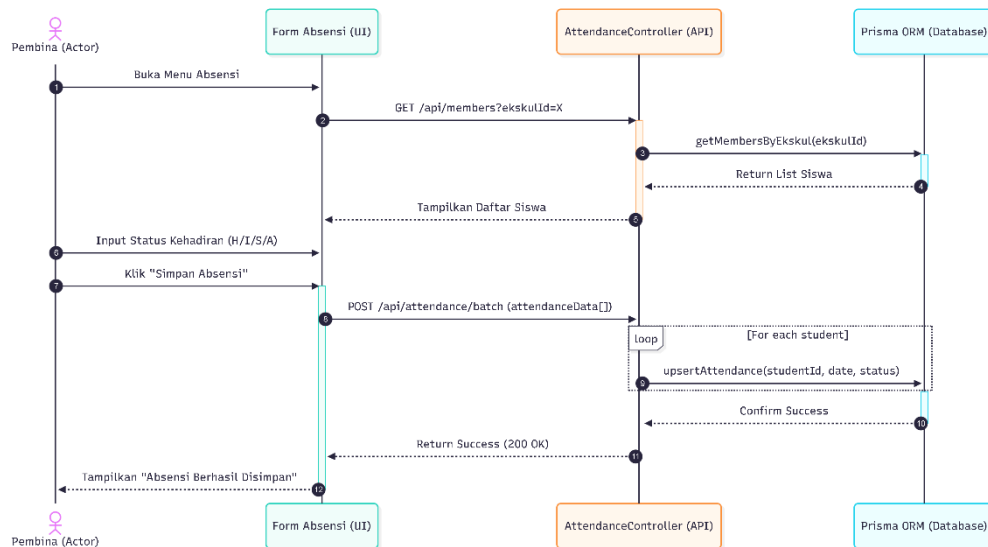 Pembina (Actor)
Form Absensi (UI)
AttendanceController (API)
Prisma ORM (Database)
1
Buka Menu Absensi
2
GET /api/members?ekskulId=X
3
getMembersByEkskul(ekskulId)
4
Return List Siswa
5
Tampilkan Daftar Siswa
6
Input Status Kehadiran (H/I/S/A)
7
Klik "Simpan Absensi"
8
POST /api/attendance/batch (attendanceData[])
loop
[For each student]
9
upsertAttendance(studentId, date, status)
10
Confirm Success
11
Return Success (200 OK)
12
Tampilkan "Absensi Berhasil Disimpan"
Pembina (Actor)
Form Absensi (UI)
AttendanceController (API)
Prisma ORM (Database)